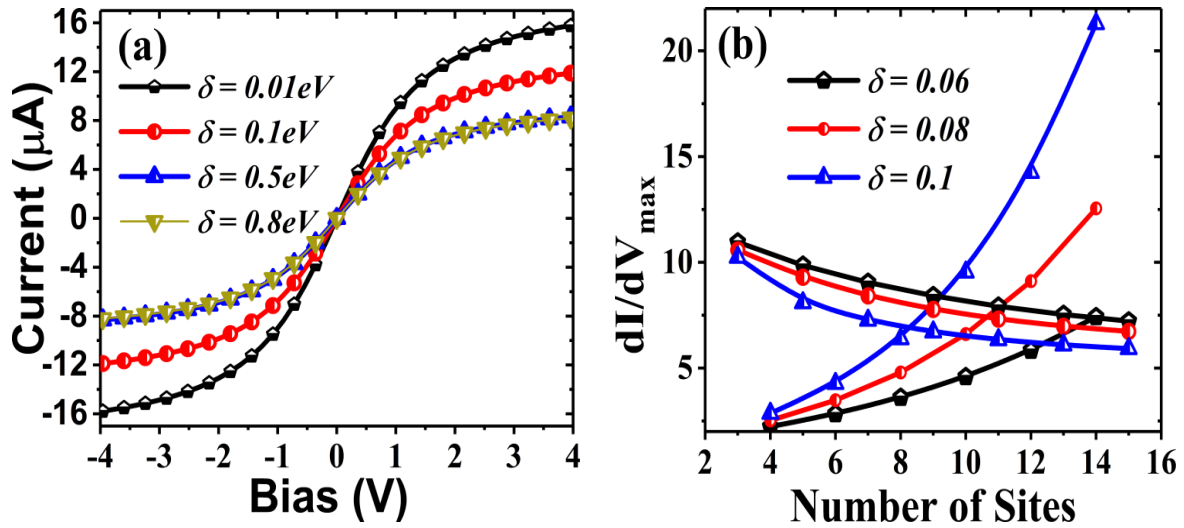 (a)
δ = 0.01eV
δ = 0.1eV
δ = 0.5eV
δ = 0.8eV
16
12
8
4
0
-4
-8
-12
-16
Current (μA)
-4 -3 -2 -1 0 1 2 3 4
Bias (V)
(b)
δ = 0.06
δ = 0.08
δ = 0.1
20
15
10
5
dI/dVmax
2 4 6 8 10 12 14 16
Number of Sites